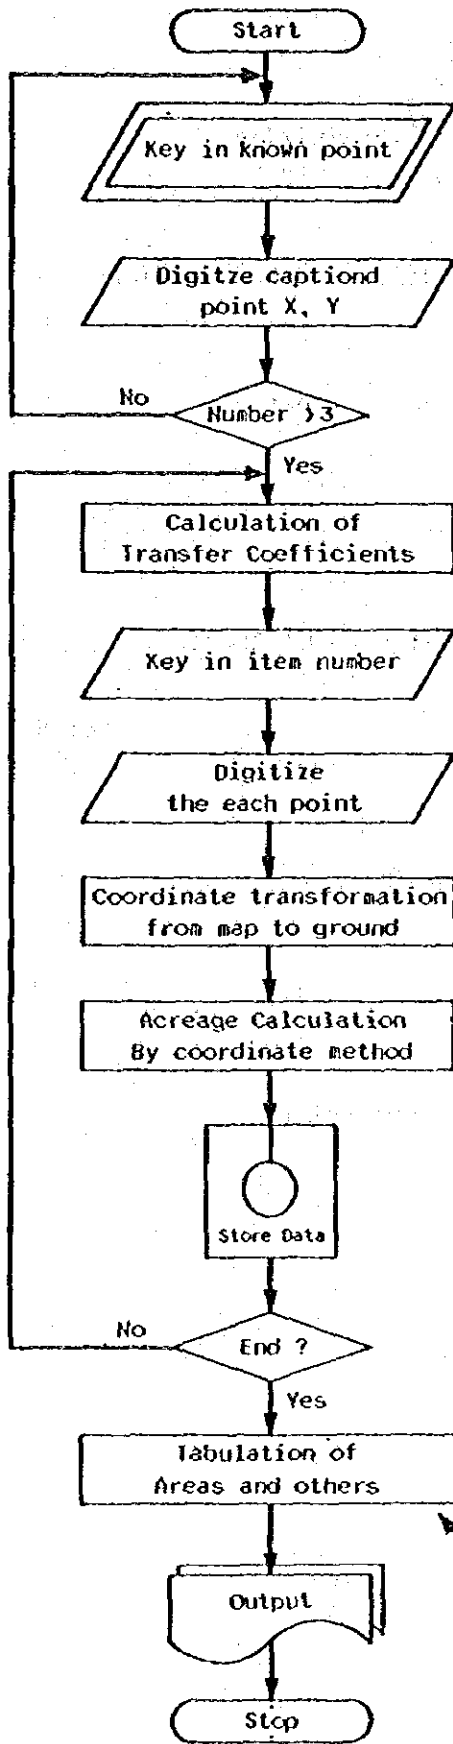 Start
Key in known point
Digitze captiond
point X, Y
No
Number >3
Yes
Calculation of
Transfer Coefficients
Key in item number
Digitize
the each point
Coordinate transformation
from map to ground
Acreage Calculation
By coordinate method
Store Data
No
End ?
Yes
Tabulation of
Areas and others
Output
Stop